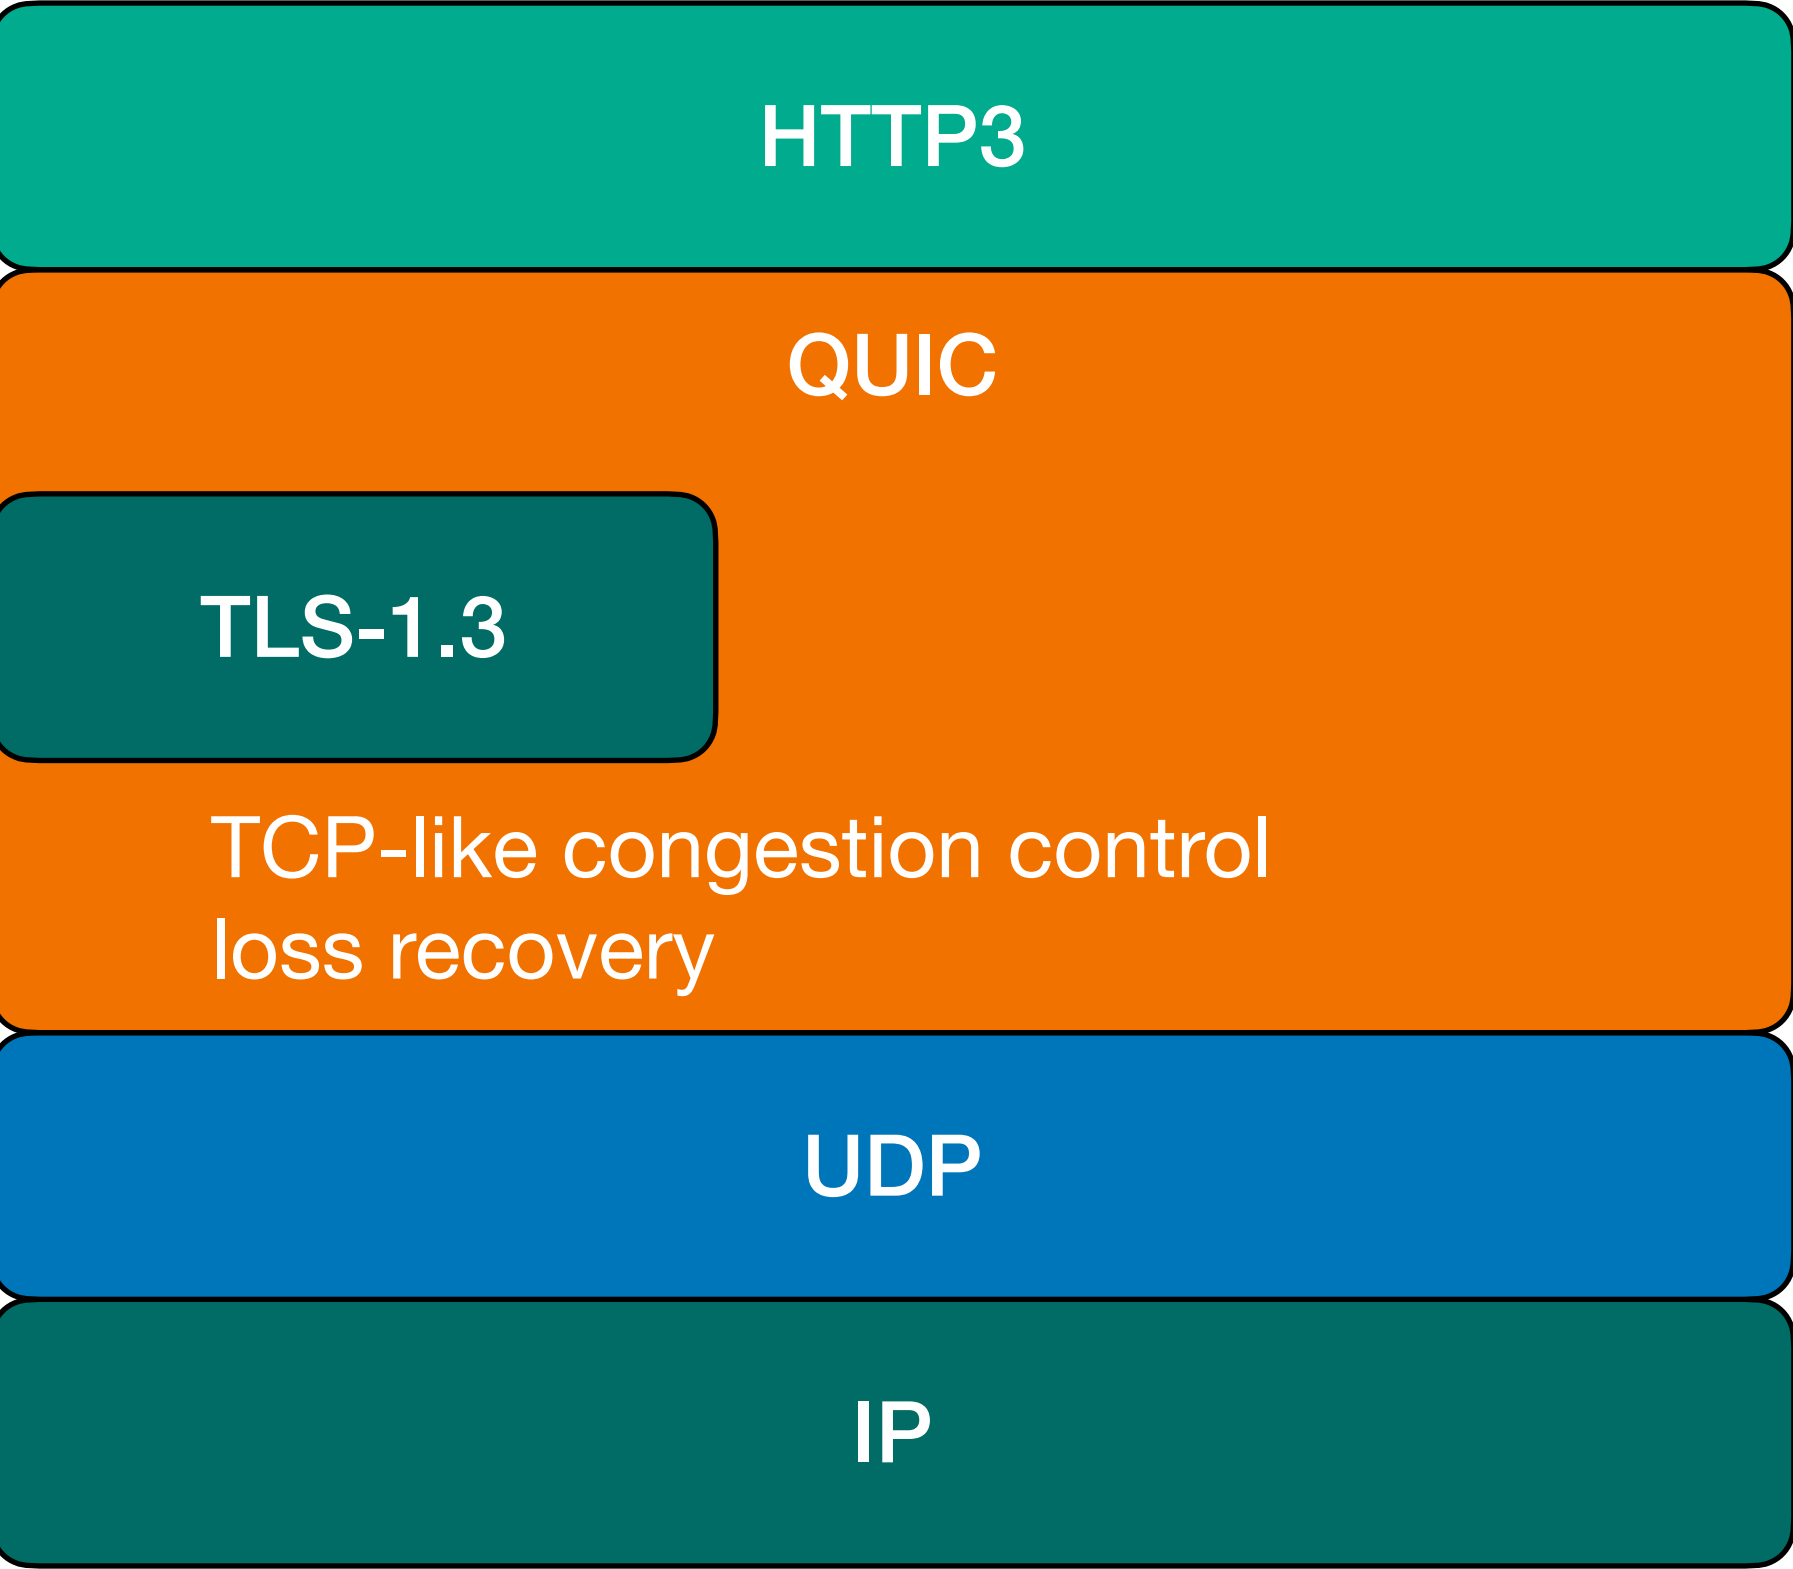 HTTP3
QUIC
TLS-1.3
TCP-like congestion control
loss recovery
UDP
IP